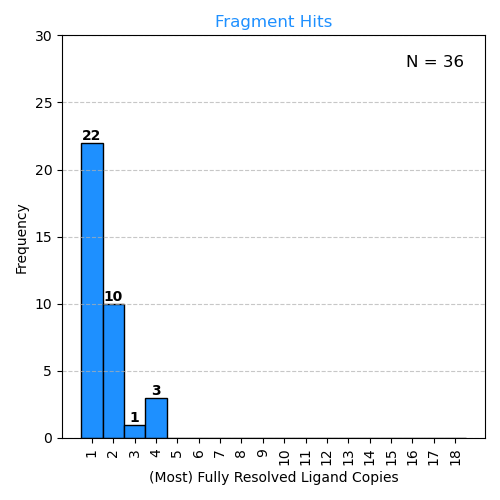 Fragment Hits
N = 36
Frequency
30
25
20
15
10
5
0
22
10
1
3
1 2 3 4 5 6 7 8 9 10 11 12 13 14 15 16 17 18
(Most) Fully Resolved Ligand Copies